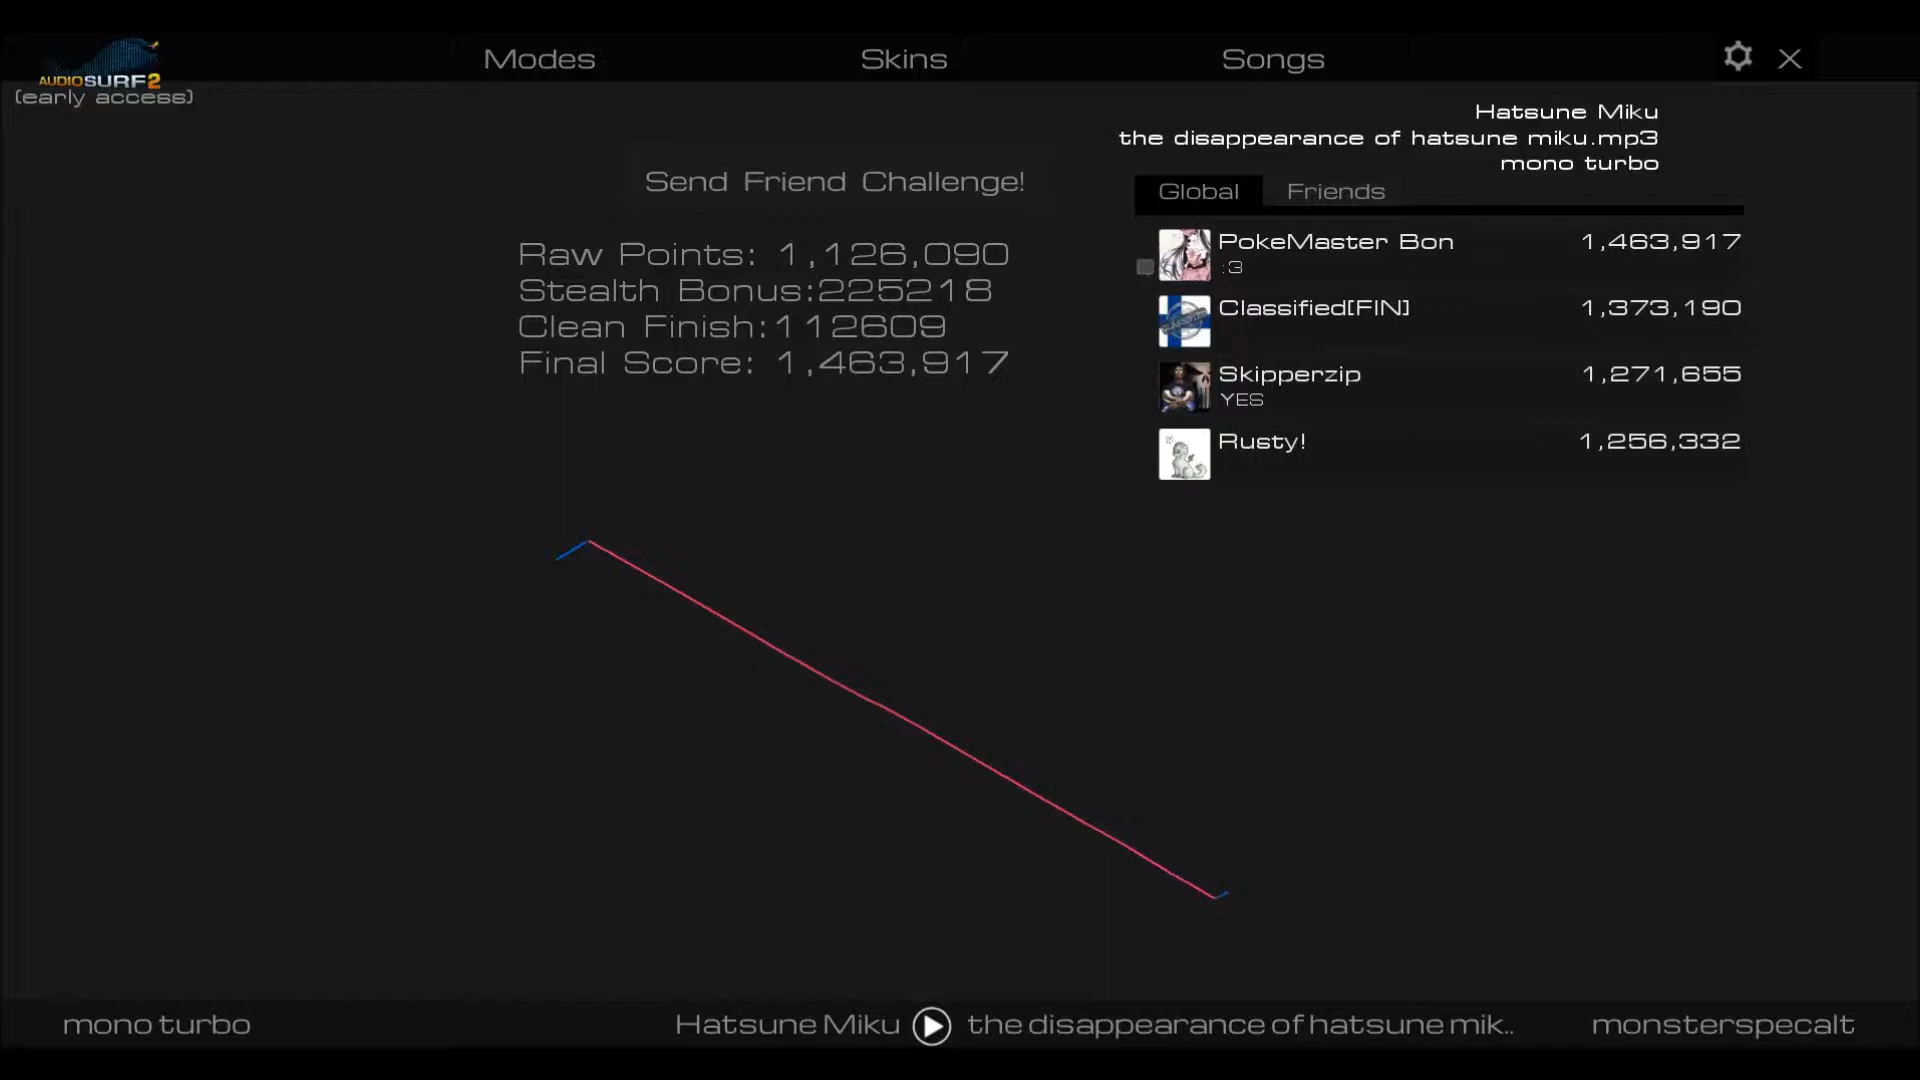 AUDIOSURF2
(early access)
Modes
Skins
Songs
Hatsune Miku
the disappearance of hatsune miku.mp3
mono turbo
Send Friend Challenge!
Raw Points: 1,126,090
Stealth Bonus:225218
Clean Finish:112609
Final Score: 1,463,917
Global
Friends
PokeMaster Bon 1,463,917
:3
Classified[FIN] 1,373,190
Skipperzip 1,271,655
YES
Rusty! 1,256,332
mono turbo
Hatsune Miku
the disappearance of hatsune mik..
monsterspecalt